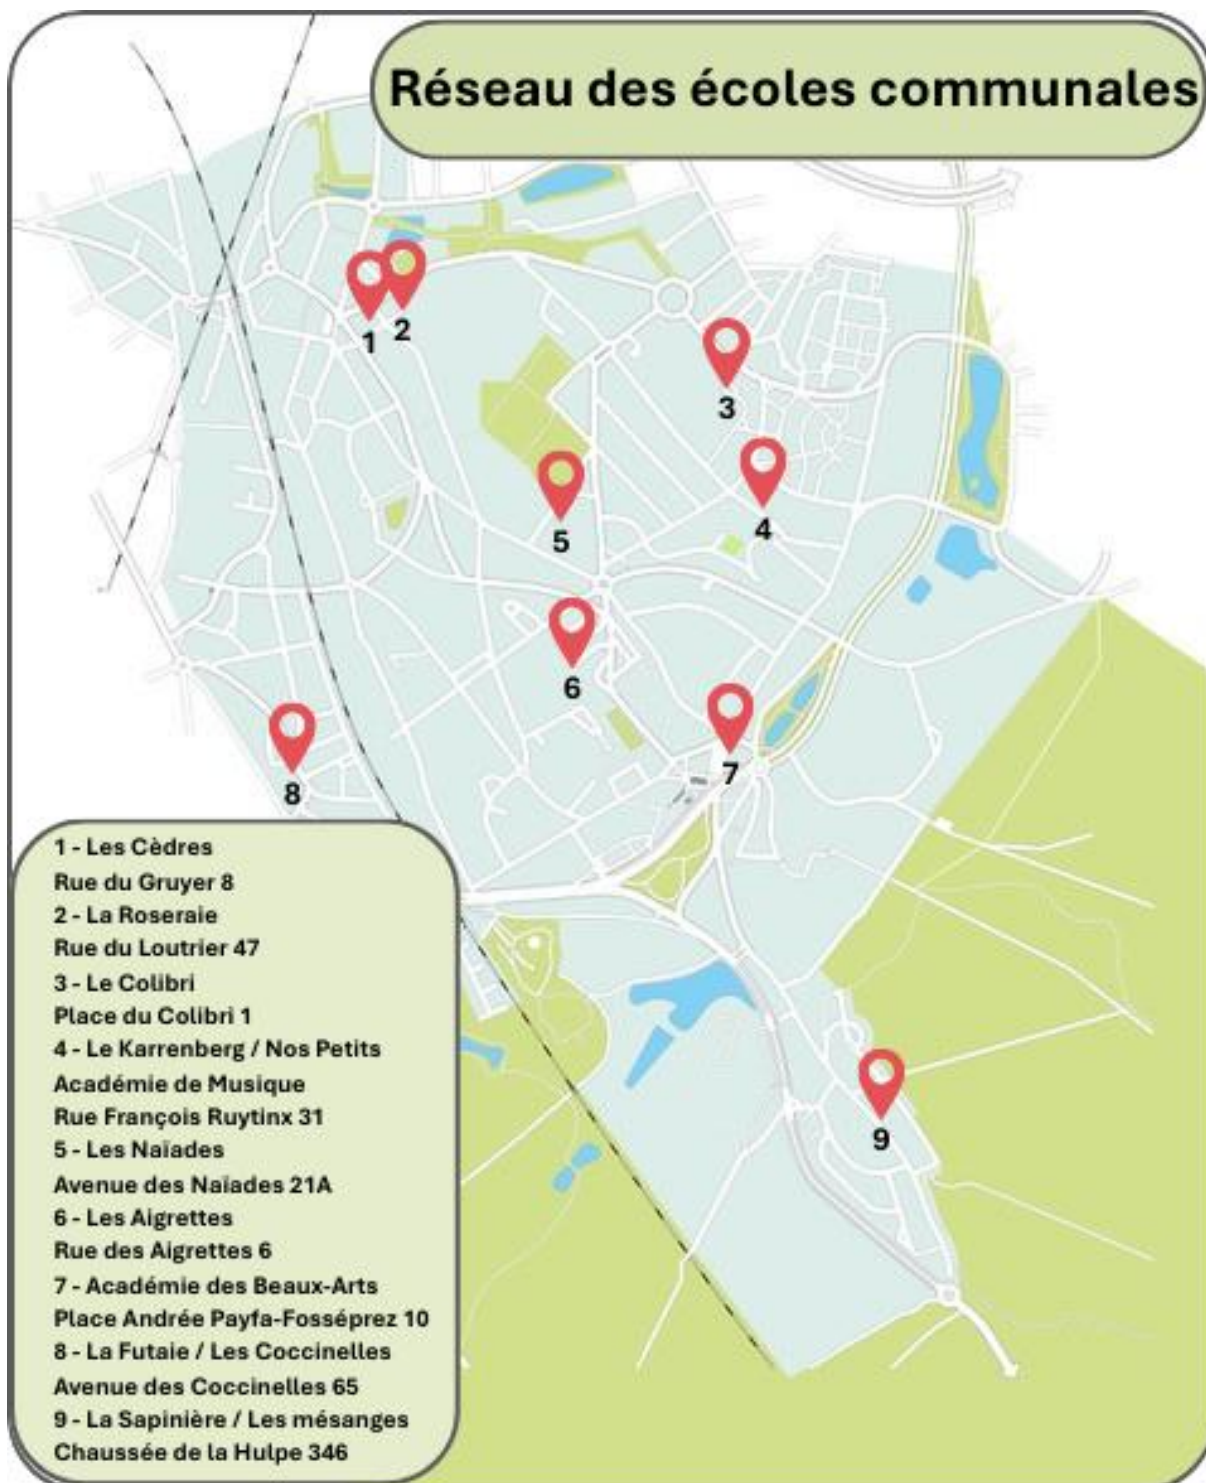 Réseau des écoles communales
1
2
3
4
5
6
7
8
9
1 - Les Cèdres
Rue du Gruyer 8
2 - La Roseraie
Rue du Loutrier 47
3 - Le Colibri
Place du Colibri 1
4 - Le Karrenberg / Nos Petits
Académie de Musique
Rue François Ruytinx 31
5 - Les Naïades
Avenue des Naïades 21A
6 - Les Aigrettes
Rue des Aigrettes 6
7 - Académie des Beaux-Arts
Place Andrée Payfa-Fosséprez 10
8 - La Futaie / Les Coccinelles
Avenue des Coccinelles 65
9 - La Sapinière / Les mésanges
Chaussée de la Hulpe 346